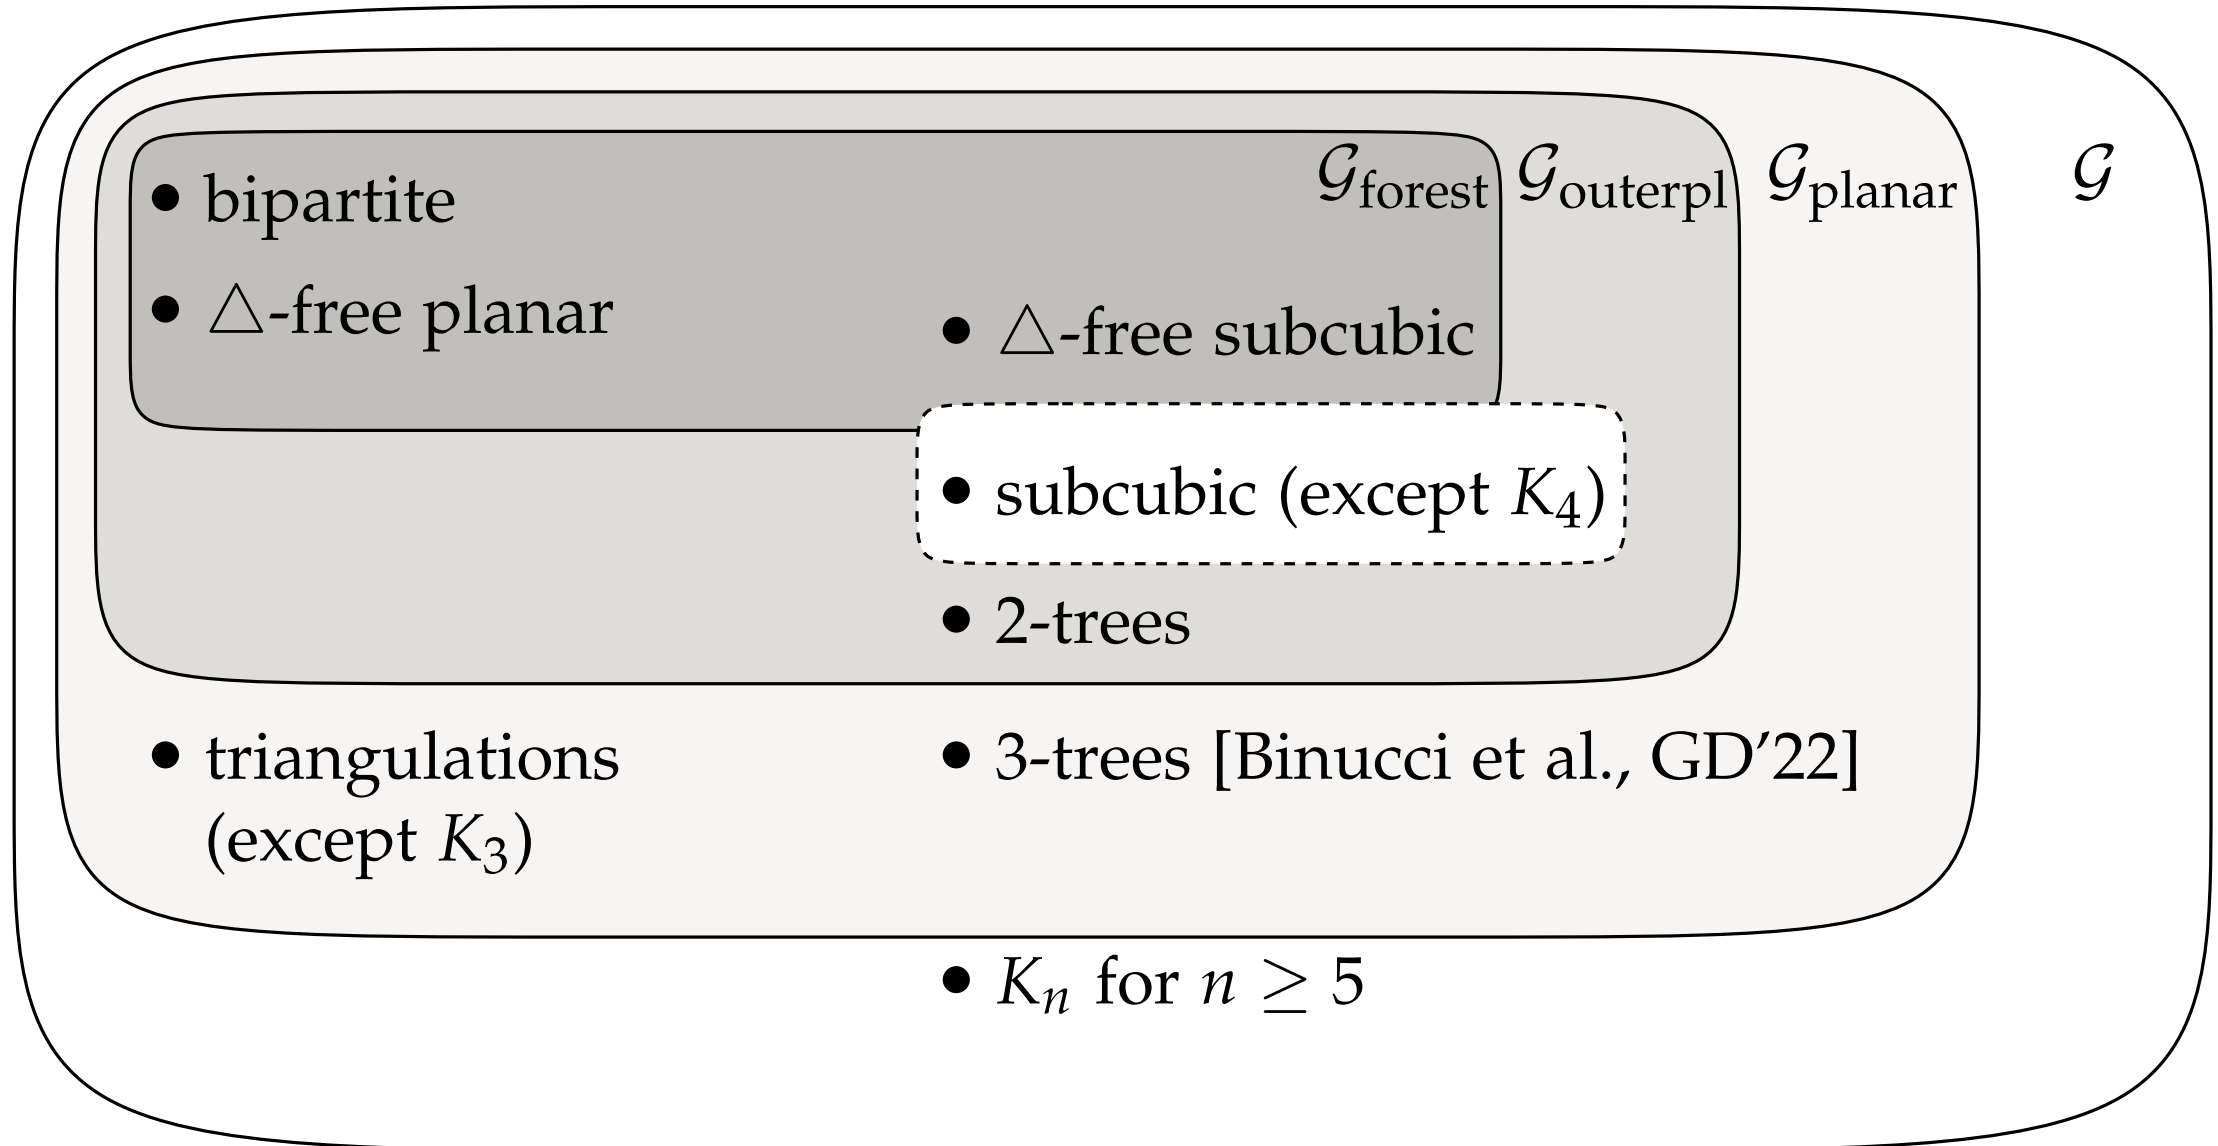 𝒢forest 𝒢outerpl 𝒢planar 𝒢
• bipartite
• △-free planar
• △-free subcubic
• subcubic (except K₄)
• 2-trees
• triangulations
(except K₃)
• 3-trees [Binucci et al., GD’22]
• Kₙ for n ≥ 5